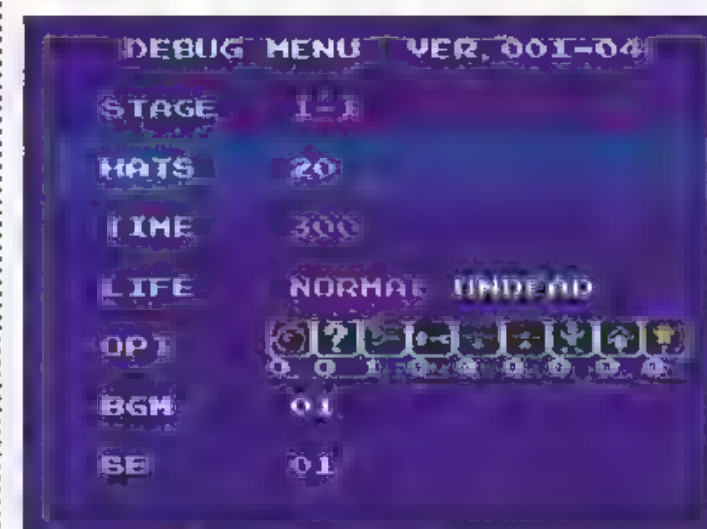 DEBUG MENU VER. 001-04
STAGE 1-1
HATS 20
TIME 300
LIFE NORMAL UNDEAD
OPT
?
BGM 01
SE 01